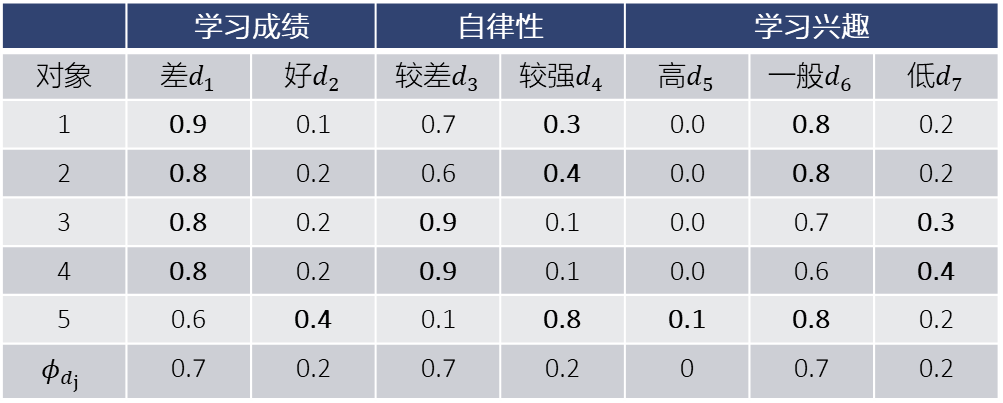 学习成绩 自律性 学习兴趣
对象 差d₁ 好d₂ 较差d₃ 较强d₄ 高d₅ 一般d₆ 低d₇
1 0.9 0.1 0.7 0.3 0.0 0.8 0.2
2 0.8 0.2 0.6 0.4 0.0 0.8 0.2
3 0.8 0.2 0.9 0.1 0.0 0.7 0.3
4 0.8 0.2 0.9 0.1 0.0 0.6 0.4
5 0.6 0.4 0.1 0.8 0.1 0.8 0.2
ϕ_dj 0.7 0.2 0.7 0.2 0 0.7 0.2